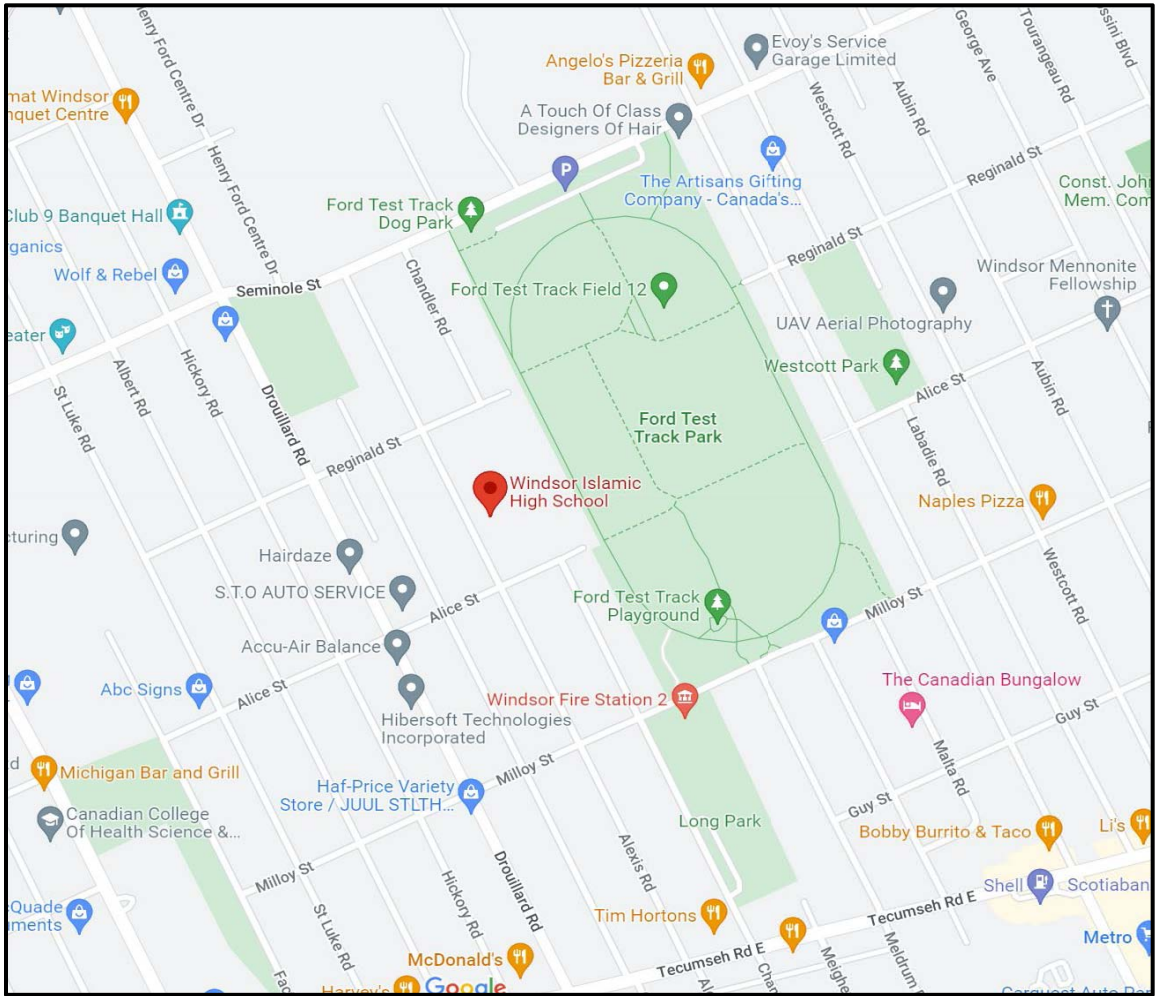 Henry Ford Centre Dr
mat Windsor
nquet Centre
Henry Ford Centre Dr
Angelo's Pizzeria
Bar & Grill
Evoy's Service
Garage Limited
George Ave
Tourangeau Rd
ssini Blvd
A Touch Of Class
Designers Of Hair
Westcott Rd
Aubin Rd
P
The Artisans Gifting
Company - Canada's...
Reginald St
Const. John
Mem. Com
Ford Test Track
Dog Park
Club 9 Banquet Hall
rganics
Wolf & Rebel
Seminole St
Chandler Rd
Ford Test Track Field 12
Reginald St
Windsor Mennonite
Fellowship
UAV Aerial Photography
eater
St Luke Rd
Albert Rd
Hickory Rd
Drouillard Rd
Westcott Park
Alice St
Aubin Rd
Ford Test
Track Park
Labadie Rd
Reginald St
Windsor Islamic
High School
Naples Pizza
cturing
Hairdaze
S.T.O AUTO SERVICE
Alice St
Ford Test Track
Playground
Milloy St
Westcott Rd
Accu-Air Balance
Abc Signs
Alice St
Hibersoft Technologies
Incorporated
Windsor Fire Station 2
The Canadian Bungalow
Guy St
Malta Rd
d
Michigan Bar and Grill
Milloy St
Haf-Price Variety
Store / JUUL STLTH...
Canadian College
Of Health Science &...
Long Park
Guy St
Bobby Burrito & Taco
Li's
Milloy St
Alexis Rd
Drouillard Rd
Hickory Rd
St Luke Rd
cQuade
uments
Tim Hortons
Tecumseh Rd E
Shell
Scotiaban
Metro
McDonald's
Tecumseh Rd E
Meldrum
Meighe
Chan
Fac
Harvey's
Google